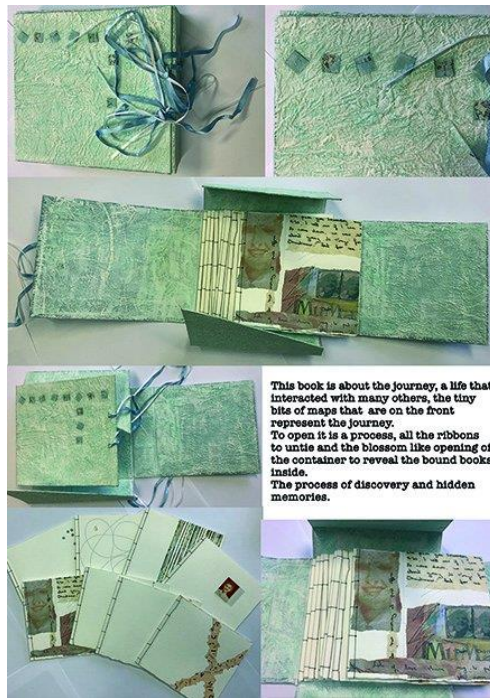 This book is about the journey, a life that
interacted with many others, the tiny
bits of maps that are on the front
represent the journey.
To open it is a process, all the ribbons
to untie and the blossom like opening of
the container to reveal the bound books
inside.
The process of discovery and hidden
memories.